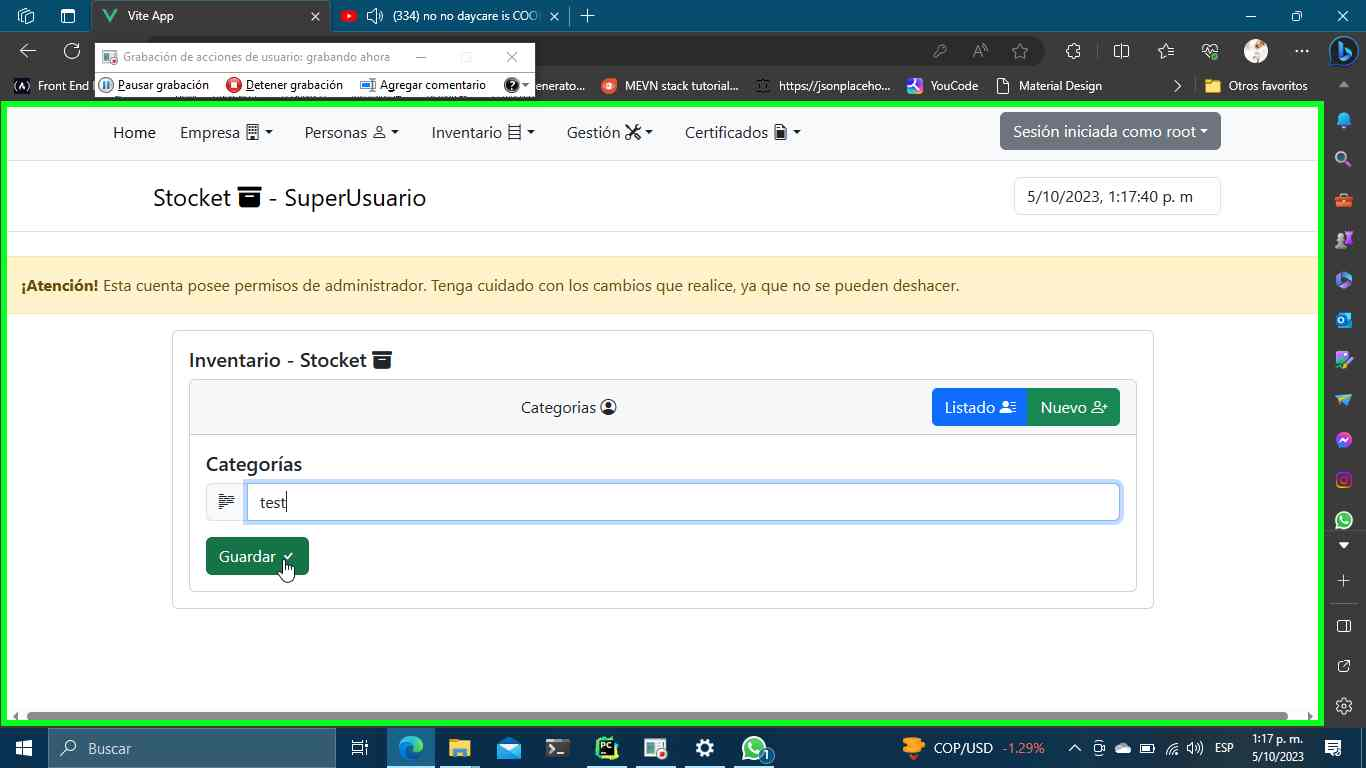 Vite App
(334) no no daycare is COO
Grabación de acciones de usuario: grabando ahora
Pausar grabación
Detener grabación
Agregar comentario
Front End
enerato...
MEVN stack tutorial...
https://jsonplaceho...
YouCode
Material Design
Otros favoritos
Home
Empresa
Personas
Inventario
Gestión
Certificados
Sesión iniciada como root
Stocket - SuperUsuario
5/10/2023, 1:17:40 p. m
¡Atención! Esta cuenta posee permisos de administrador. Tenga cuidado con los cambios que realice, ya que no se pueden deshacer.
Inventario - Stocket
Categorias
Listado
Nuevo
Categorías
test
Guardar
Buscar
PC
1
COP/USD -1.29%
ESP
1:17 p. m.
5/10/2023